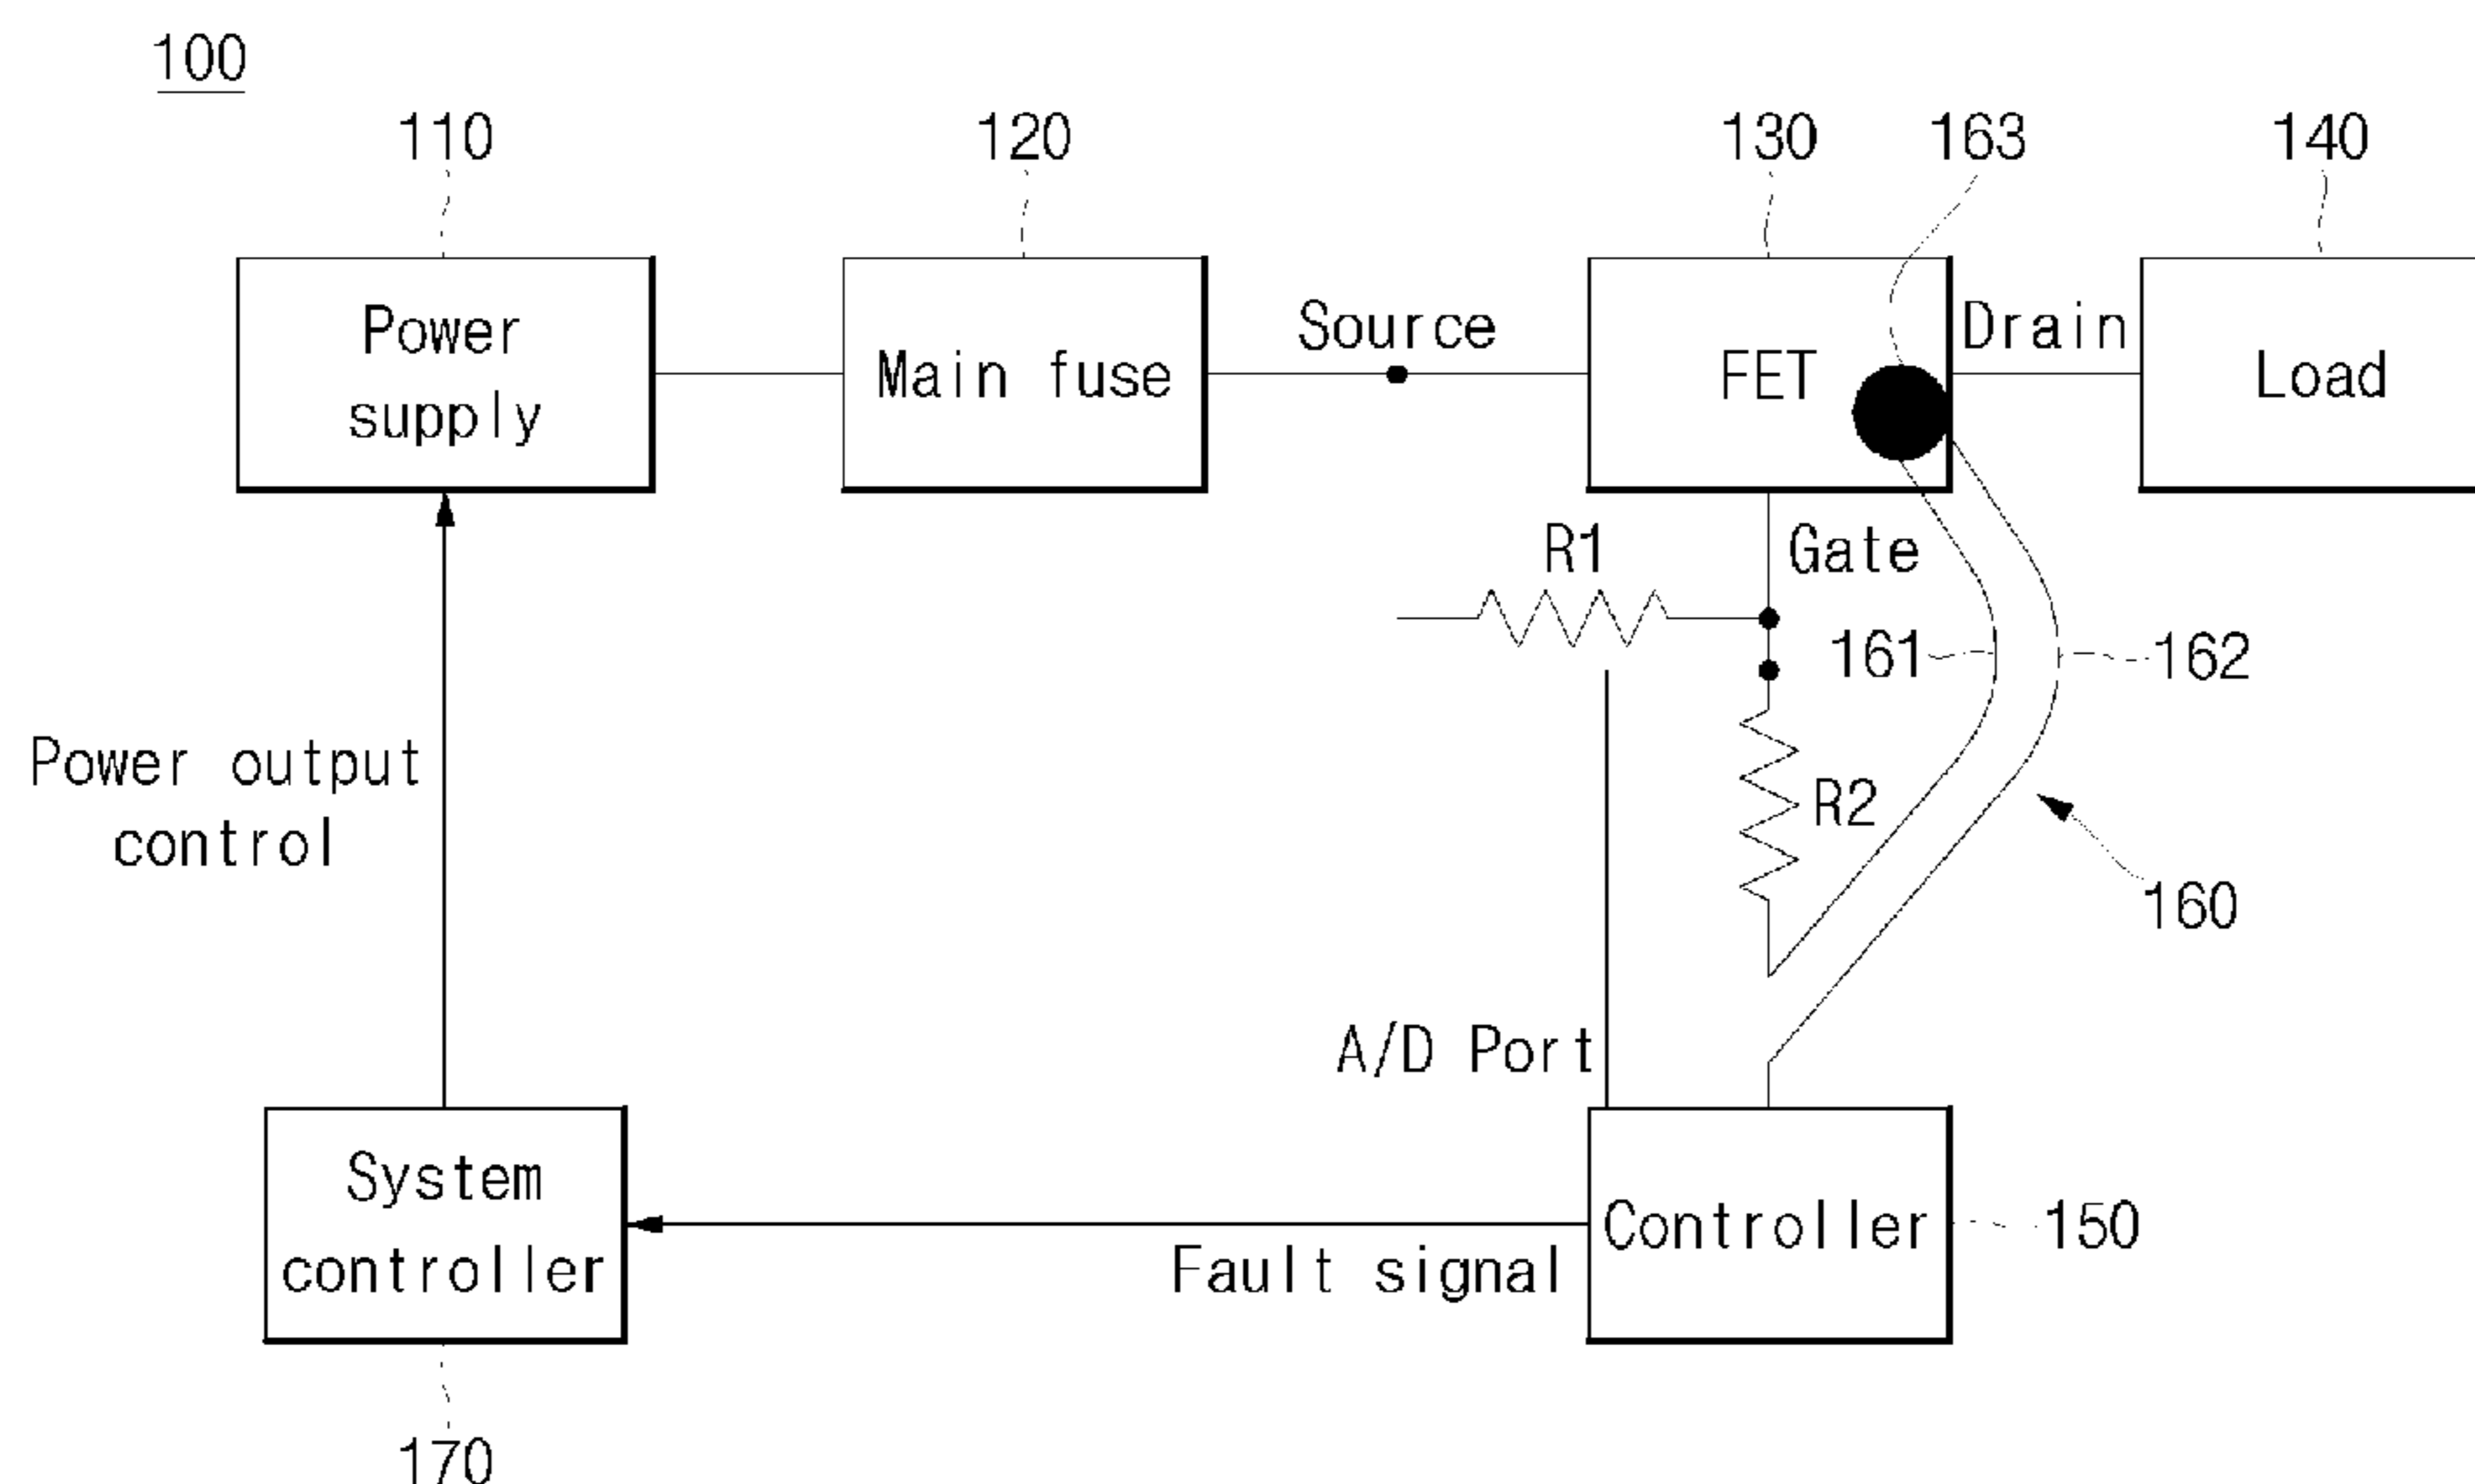 100
110
120
130
163
140
Power
supply
Main fuse
Source
FET
Drain
Load
R1
Gate
161
162
Power output
control
R2
160
A/D Port
System
controller
Controller
150
Fault signal
170